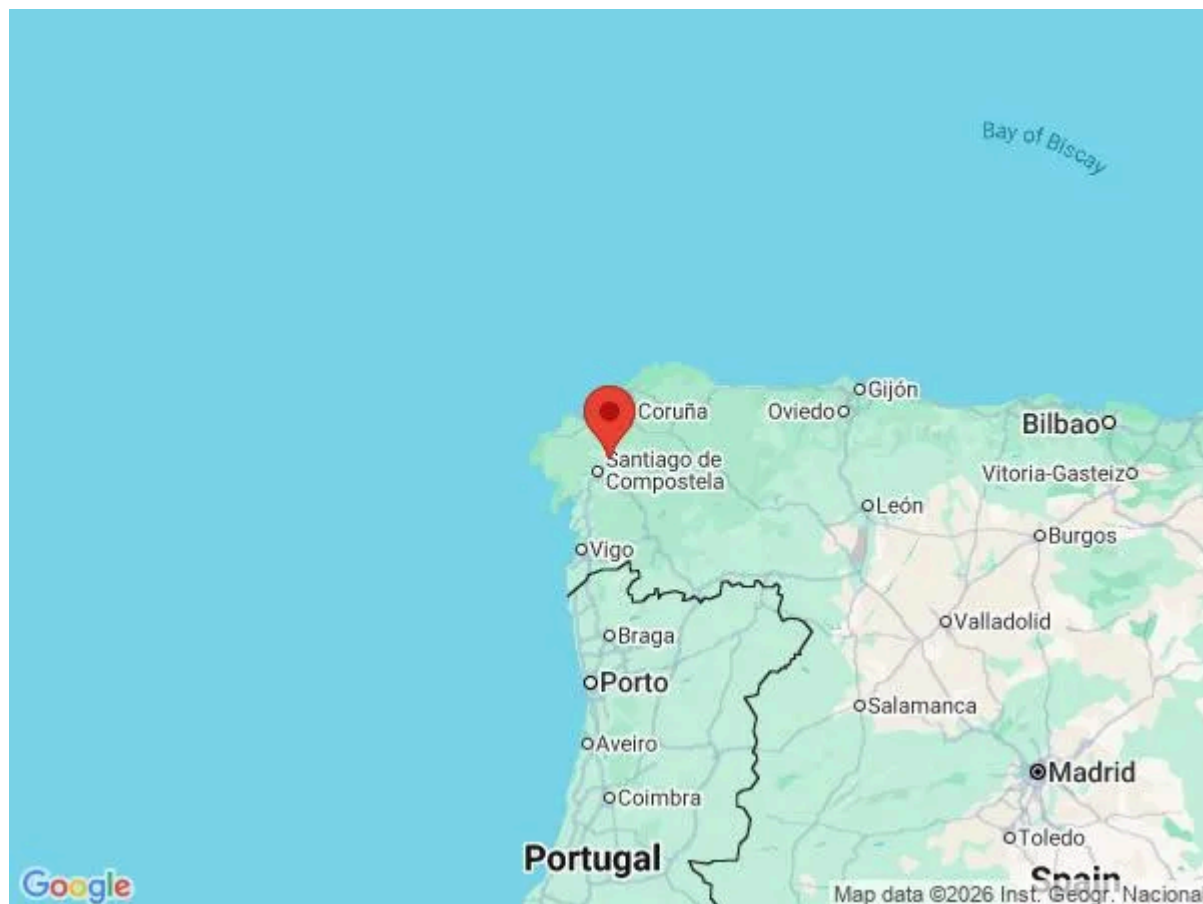 Bay of Biscay
Gijón
Coruña
Oviedo
Bilbao
Santiago de
Compostela
Vitoria-Gasteiz
León
Burgos
Vigo
Valladolid
Braga
Porto
Salamanca
Aveiro
Madrid
Coimbra
Toledo
Portugal
Spain
Google
Map data ©2026 Inst. Geogr. Nacional